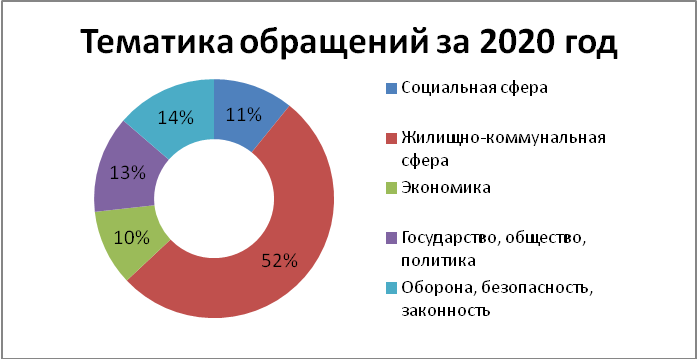 Тематика обращений за 2020 год
11%
52%
10%
13%
14%
Социальная сфера
Жилищно-коммунальная
сфера
Экономика
Государство, общество,
политика
Оборона, безопасность,
законность